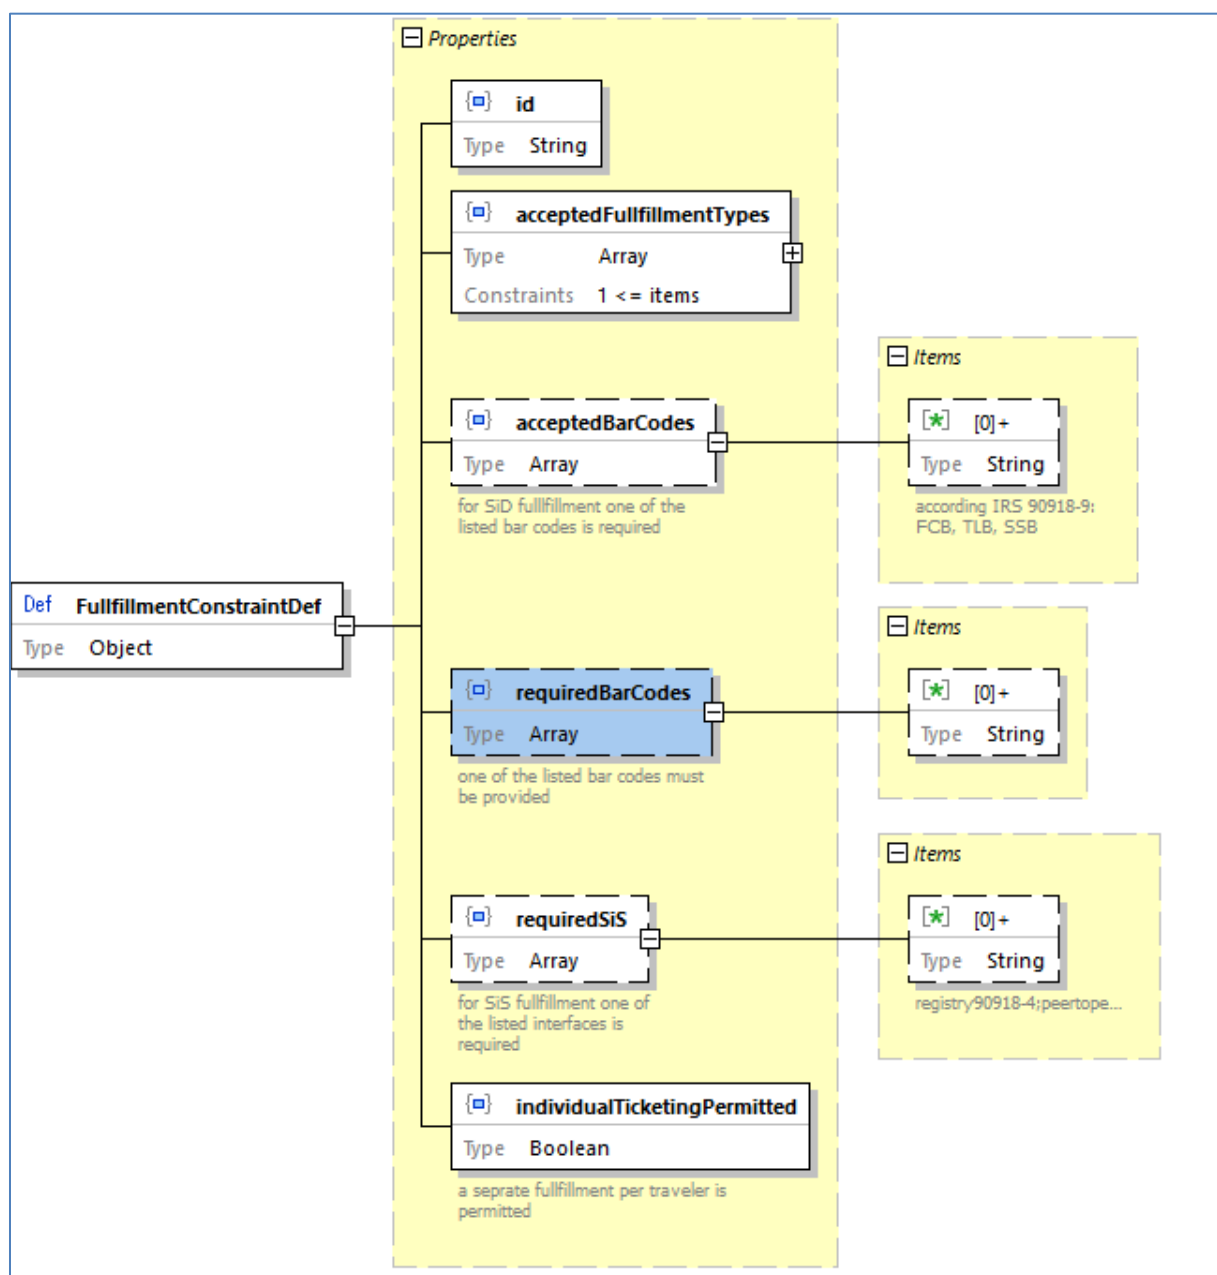 Properties
id
Type String
acceptedFullfillmentTypes
Type Array
Constraints 1 <= items
acceptedBarCodes
Type Array
for SiD fulllfillment one of the
listed bar codes is required
Items
[0]+
Type String
according IRS 90918-9:
FCB, TLB, SSB
Def FullfillmentConstraintDef
Type Object
requiredBarCodes
Type Array
one of the listed bar codes must
be provided
Items
[0]+
Type String
requiredSiS
Type Array
for SiS fullfillment one of
the listed interfaces is
required
Items
[0]+
Type String
registry90918-4;peertope...
individualTicketingPermitted
Type Boolean
a seprate fullfillment per traveler is
permitted